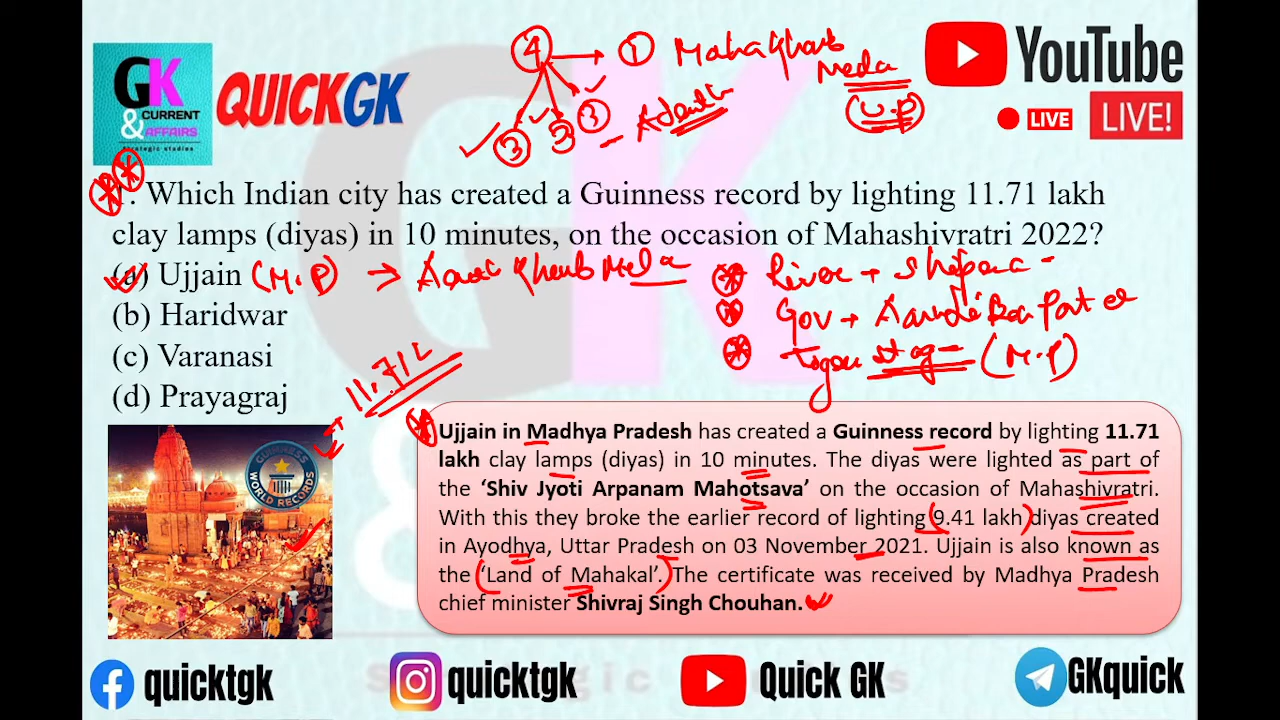 GK
CURRENT
& AFFAIRS
Strategic studies
QUICKGK
4 → 1
Meda
(U.P)
3 3 3
YouTube
LIVE LIVE!
1. Which Indian city has created a Guinness record by lighting 11.71 lakh
clay lamps (diyas) in 10 minutes, on the occasion of Mahashivratri 2022?
(a) Ujjain (M.P) →
(b) Haridwar
(c) Varanasi
(d) Prayagraj
River →
Gov →
(M.P)
11.71L
GUINNESS
WORLD RECORDS
Ujjain in Madhya Pradesh has created a Guinness record by lighting 11.71
lakh clay lamps (diyas) in 10 minutes. The diyas were lighted as part of
the ‘Shiv Jyoti Arpanam Mahotsava’ on the occasion of Mahashivratri.
With this they broke the earlier record of lighting 9.41 lakh diyas created
in Ayodhya, Uttar Pradesh on 03 November 2021. Ujjain is also known as
the ‘Land of Mahakal’. The certificate was received by Madhya Pradesh
chief minister Shivraj Singh Chouhan.
quicktgk quicktgk Quick GK GKquick